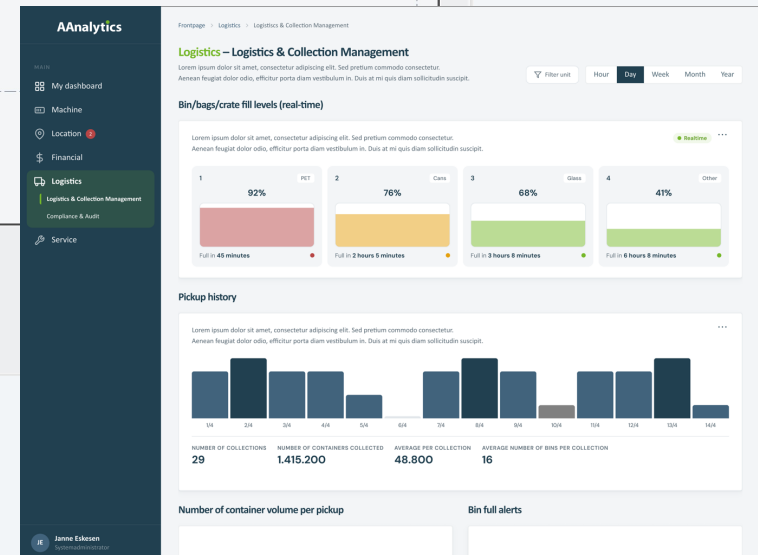 AAnalytics
MAIN
My dashboard
Machine
Location 2
Financial
Logistics
Logistics & Collection Management
Compliance & Audit
Service
JE
Janne Eskesen
Systemadministrator
Frontpage > Logistics > Logistiscs & Collection Management
Logistics – Logistics & Collection Management
Lorem ipsum dolor sit amet, consectetur adipiscing elit. Sed pretium commodo consectetur.
Aenean feugiat dolor odio, efficitur porta diam vestibulum in. Duis at mi quis diam sollicitudin suscipit.
Filter unit
Hour Day Week Month Year
Bin/bags/crate fill levels (real-time)
Lorem ipsum dolor sit amet, consectetur adipiscing elit. Sed pretium commodo consectetur.
Aenean feugiat dolor odio, efficitur porta diam vestibulum in. Duis at mi quis diam sollicitudin suscipit.
Realtime
1 PET
92%
Full in 45 minutes
2 Cans
76%
Full in 2 hours 5 minutes
3 Glass
68%
Full in 3 hours 8 minutes
4 Other
41%
Full in 6 hours 8 minutes
Pickup history
Lorem ipsum dolor sit amet, consectetur adipiscing elit. Sed pretium commodo consectetur.
Aenean feugiat dolor odio, efficitur porta diam vestibulum in. Duis at mi quis diam sollicitudin suscipit.
1/4 2/4 3/4 4/4 5/4 6/4 7/4 8/4 9/4 10/4 11/4 12/4 13/4 14/4
NUMBER OF COLLECTIONS NUMBER OF CONTAINERS COLLECTED AVERAGE PER COLLECTION AVERAGE NUMBER OF BINS PER COLLECTION
29 1.415.200 48.800 16
Number of container volume per pickup
Bin full alerts